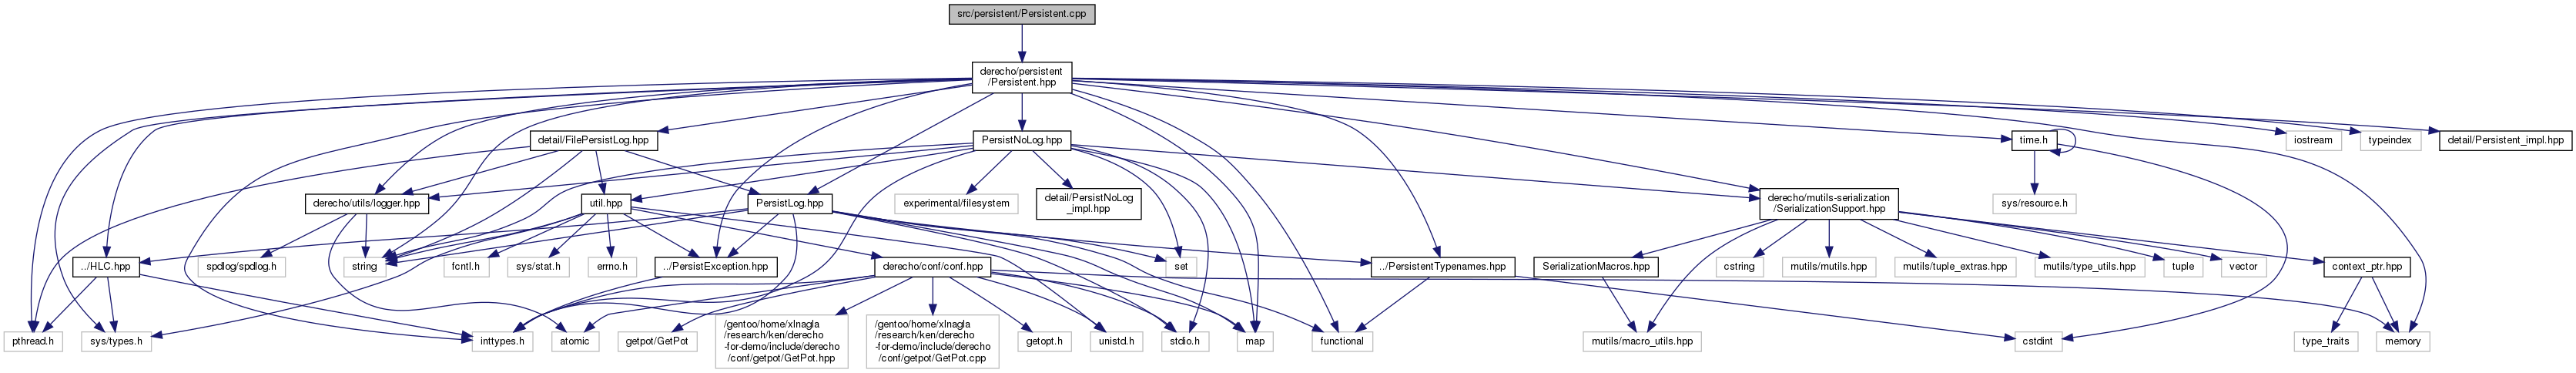 src/persistent/Persistent.cpp
derecho/persistent
/Persistent.hpp
detail/FilePersistLog.hpp
PersistNoLog.hpp
time.h
iostream
typeindex
detail/Persistent_impl.hpp
derecho/utils/logger.hpp
util.hpp
PersistLog.hpp
experimental/filesystem
detail/PersistNoLog
_impl.hpp
derecho/mutils-serialization
/SerializationSupport.hpp
sys/resource.h
../HLC.hpp
spdlog/spdlog.h
string
fcntl.h
sys/stat.h
errno.h
../PersistException.hpp
derecho/conf/conf.hpp
set
../PersistentTypenames.hpp
SerializationMacros.hpp
cstring
mutils/mutils.hpp
mutils/tuple_extras.hpp
mutils/type_utils.hpp
tuple
vector
context_ptr.hpp
pthread.h
sys/types.h
inttypes.h
atomic
getpot/GetPot
/gentoo/home/xlnagla
/research/ken/derecho
-for-demo/include/derecho
/conf/getpot/GetPot.hpp
/gentoo/home/xlnagla
/research/ken/derecho
-for-demo/include/derecho
/conf/getpot/GetPot.cpp
getopt.h
unistd.h
stdio.h
map
functional
mutils/macro_utils.hpp
cstdint
type_traits
memory